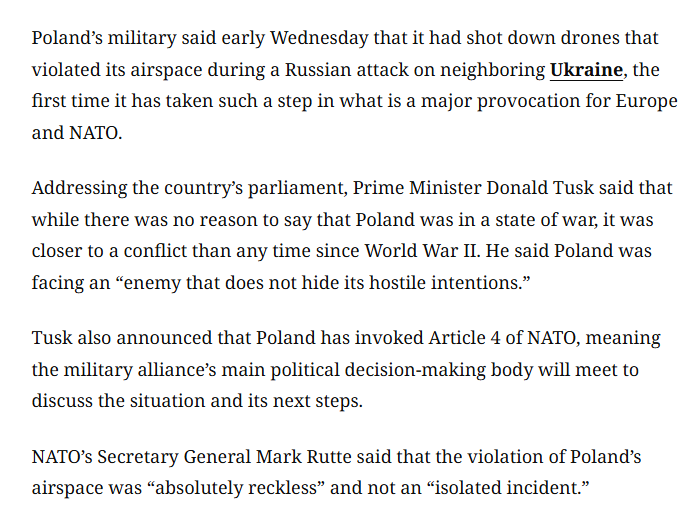 Poland’s military said early Wednesday that it had shot down drones that
violated its airspace during a Russian attack on neighboring Ukraine, the
first time it has taken such a step in what is a major provocation for Europe
and NATO.
Addressing the country’s parliament, Prime Minister Donald Tusk said that
while there was no reason to say that Poland was in a state of war, it was
closer to a conflict than any time since World War II. He said Poland was
facing an “enemy that does not hide its hostile intentions.”
Tusk also announced that Poland has invoked Article 4 of NATO, meaning
the military alliance’s main political decision-making body will meet to
discuss the situation and its next steps.
NATO’s Secretary General Mark Rutte said that the violation of Poland’s
airspace was “absolutely reckless” and not an “isolated incident.”